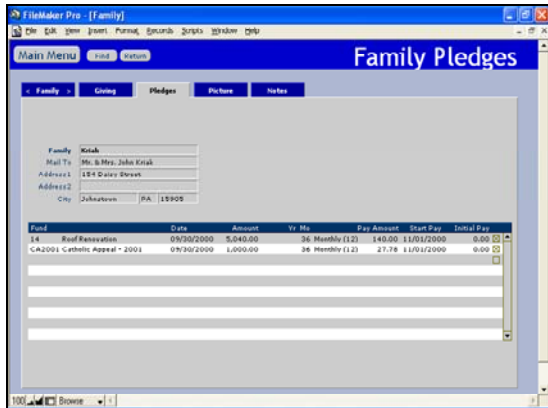 FileMaker Pro - [Family]
File Edit View Insert Format Records Scripts Window Help
Main Menu Find Return Family Pledges
< Family > Giving Pledges Picture Notes
Family Kriak
Mail To Mr. & Mrs. John Kriak
Address1 184 Daisy Street
Address2
City Johnstown PA 15905
Fund Date Amount Yr Mo Pay Amount Start Pay Initial Pay
14 Roof Renovation 09/30/2000 5,040.00 36 Monthly (12) 140.00 11/01/2000 0.00
CA2001 Catholic Appeal - 2001 09/30/2000 1,000.00 36 Monthly (12) 27.78 11/01/2000 0.00
100 Browse